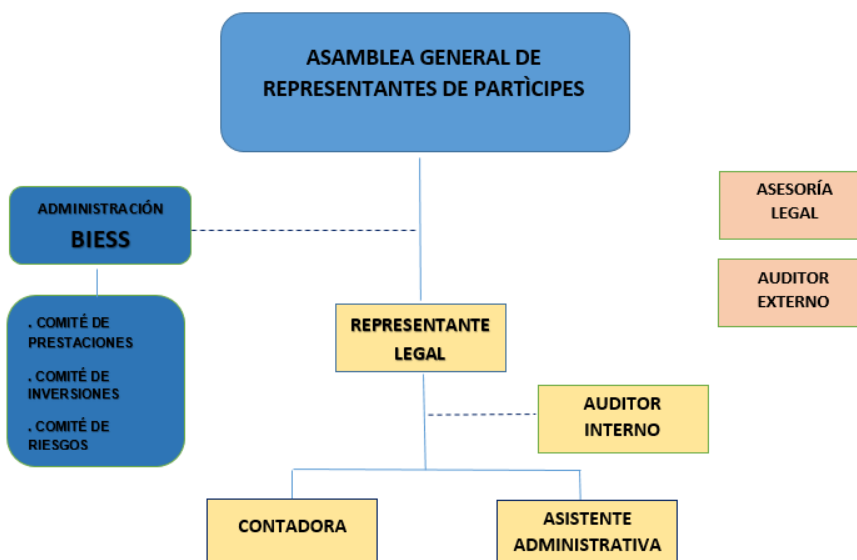 ASAMBLEA GENERAL DE
REPRESENTANTES DE PARTÌCIPES
ADMINISTRACIÓN
BIESS
ASESORÍA
LEGAL
AUDITOR
EXTERNO
. COMITÉ DE
PRESTACIONES
. COMITÉ DE
INVERSIONES
. COMITÉ DE
RIESGOS
REPRESENTANTE
LEGAL
AUDITOR
INTERNO
CONTADORA
ASISTENTE
ADMINISTRATIVA